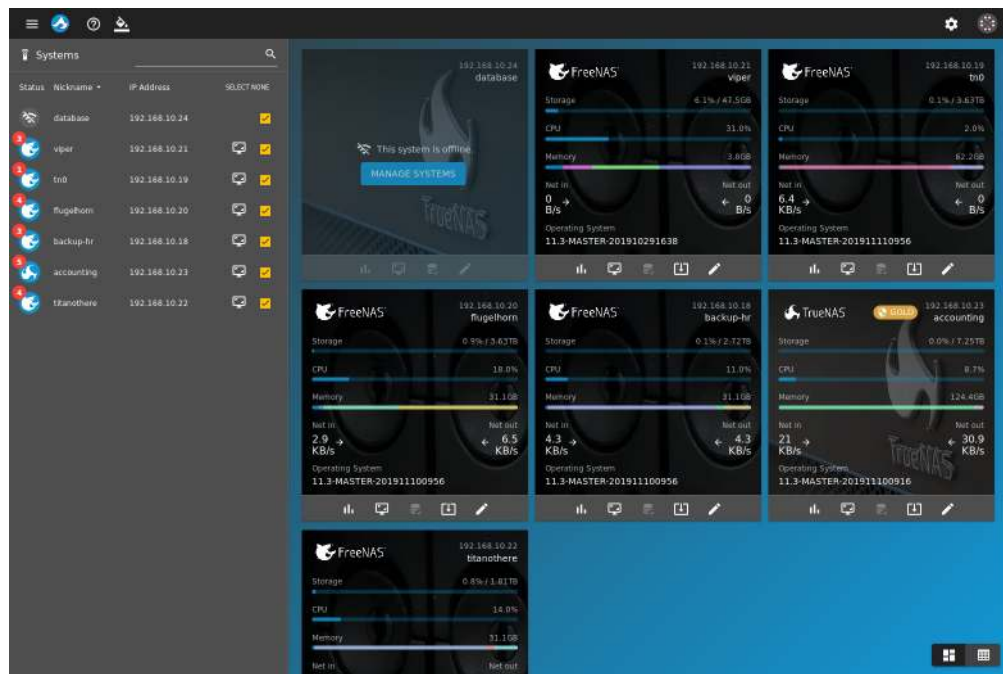 Systems
Status Nickname IP Address SELECT NONE
database 192.168.10.24
3
viper 192.168.10.21
1
tn0 192.168.10.19
4
flugelhorn 192.168.10.20
3
backup-hr 192.168.10.18
5
accounting 192.168.10.23
4
titanothere 192.168.10.22
192.168.10.24
database
This system is offline.
MANAGE SYSTEMS
TrueNAS
FreeNAS 192.168.10.21
viper
Storage 6.1% / 47.5GB
CPU 31.0%
Memory 3.8GB
Net in Net out
0 → ← 0
B/s B/s
Operating System
11.3-MASTER-201910291638
FreeNAS 192.168.10.19
tn0
Storage 0.1% / 3.63TB
CPU 2.0%
Memory 62.2GB
Net in Net out
6.4 → ← 0
KB/s B/s
Operating System
11.3-MASTER-201911110956
FreeNAS 192.168.10.20
flugelhorn
Storage 0.9% / 3.63TB
CPU 18.0%
Memory 31.1GB
Net in Net out
2.9 → ← 6.5
KB/s KB/s
Operating System
11.3-MASTER-201911100956
FreeNAS 192.168.10.18
backup-hr
Storage 0.1% / 2.72TB
CPU 11.0%
Memory 31.1GB
Net in Net out
4.3 → ← 4.3
KB/s KB/s
Operating System
11.3-MASTER-201911100956
TrueNAS GOLD 192.168.10.23
accounting
Storage 0.0% / 7.25TB
CPU 8.7%
Memory 124.4GB
Net in Net out
21 → ← 30.9
KB/s KB/s
TrueNAS
Operating System
11.3-MASTER-201911100916
FreeNAS 192.168.10.22
titanothere
Storage 0.8% / 1.81TB
CPU 14.0%
Memory 31.1GB
Net in Net out